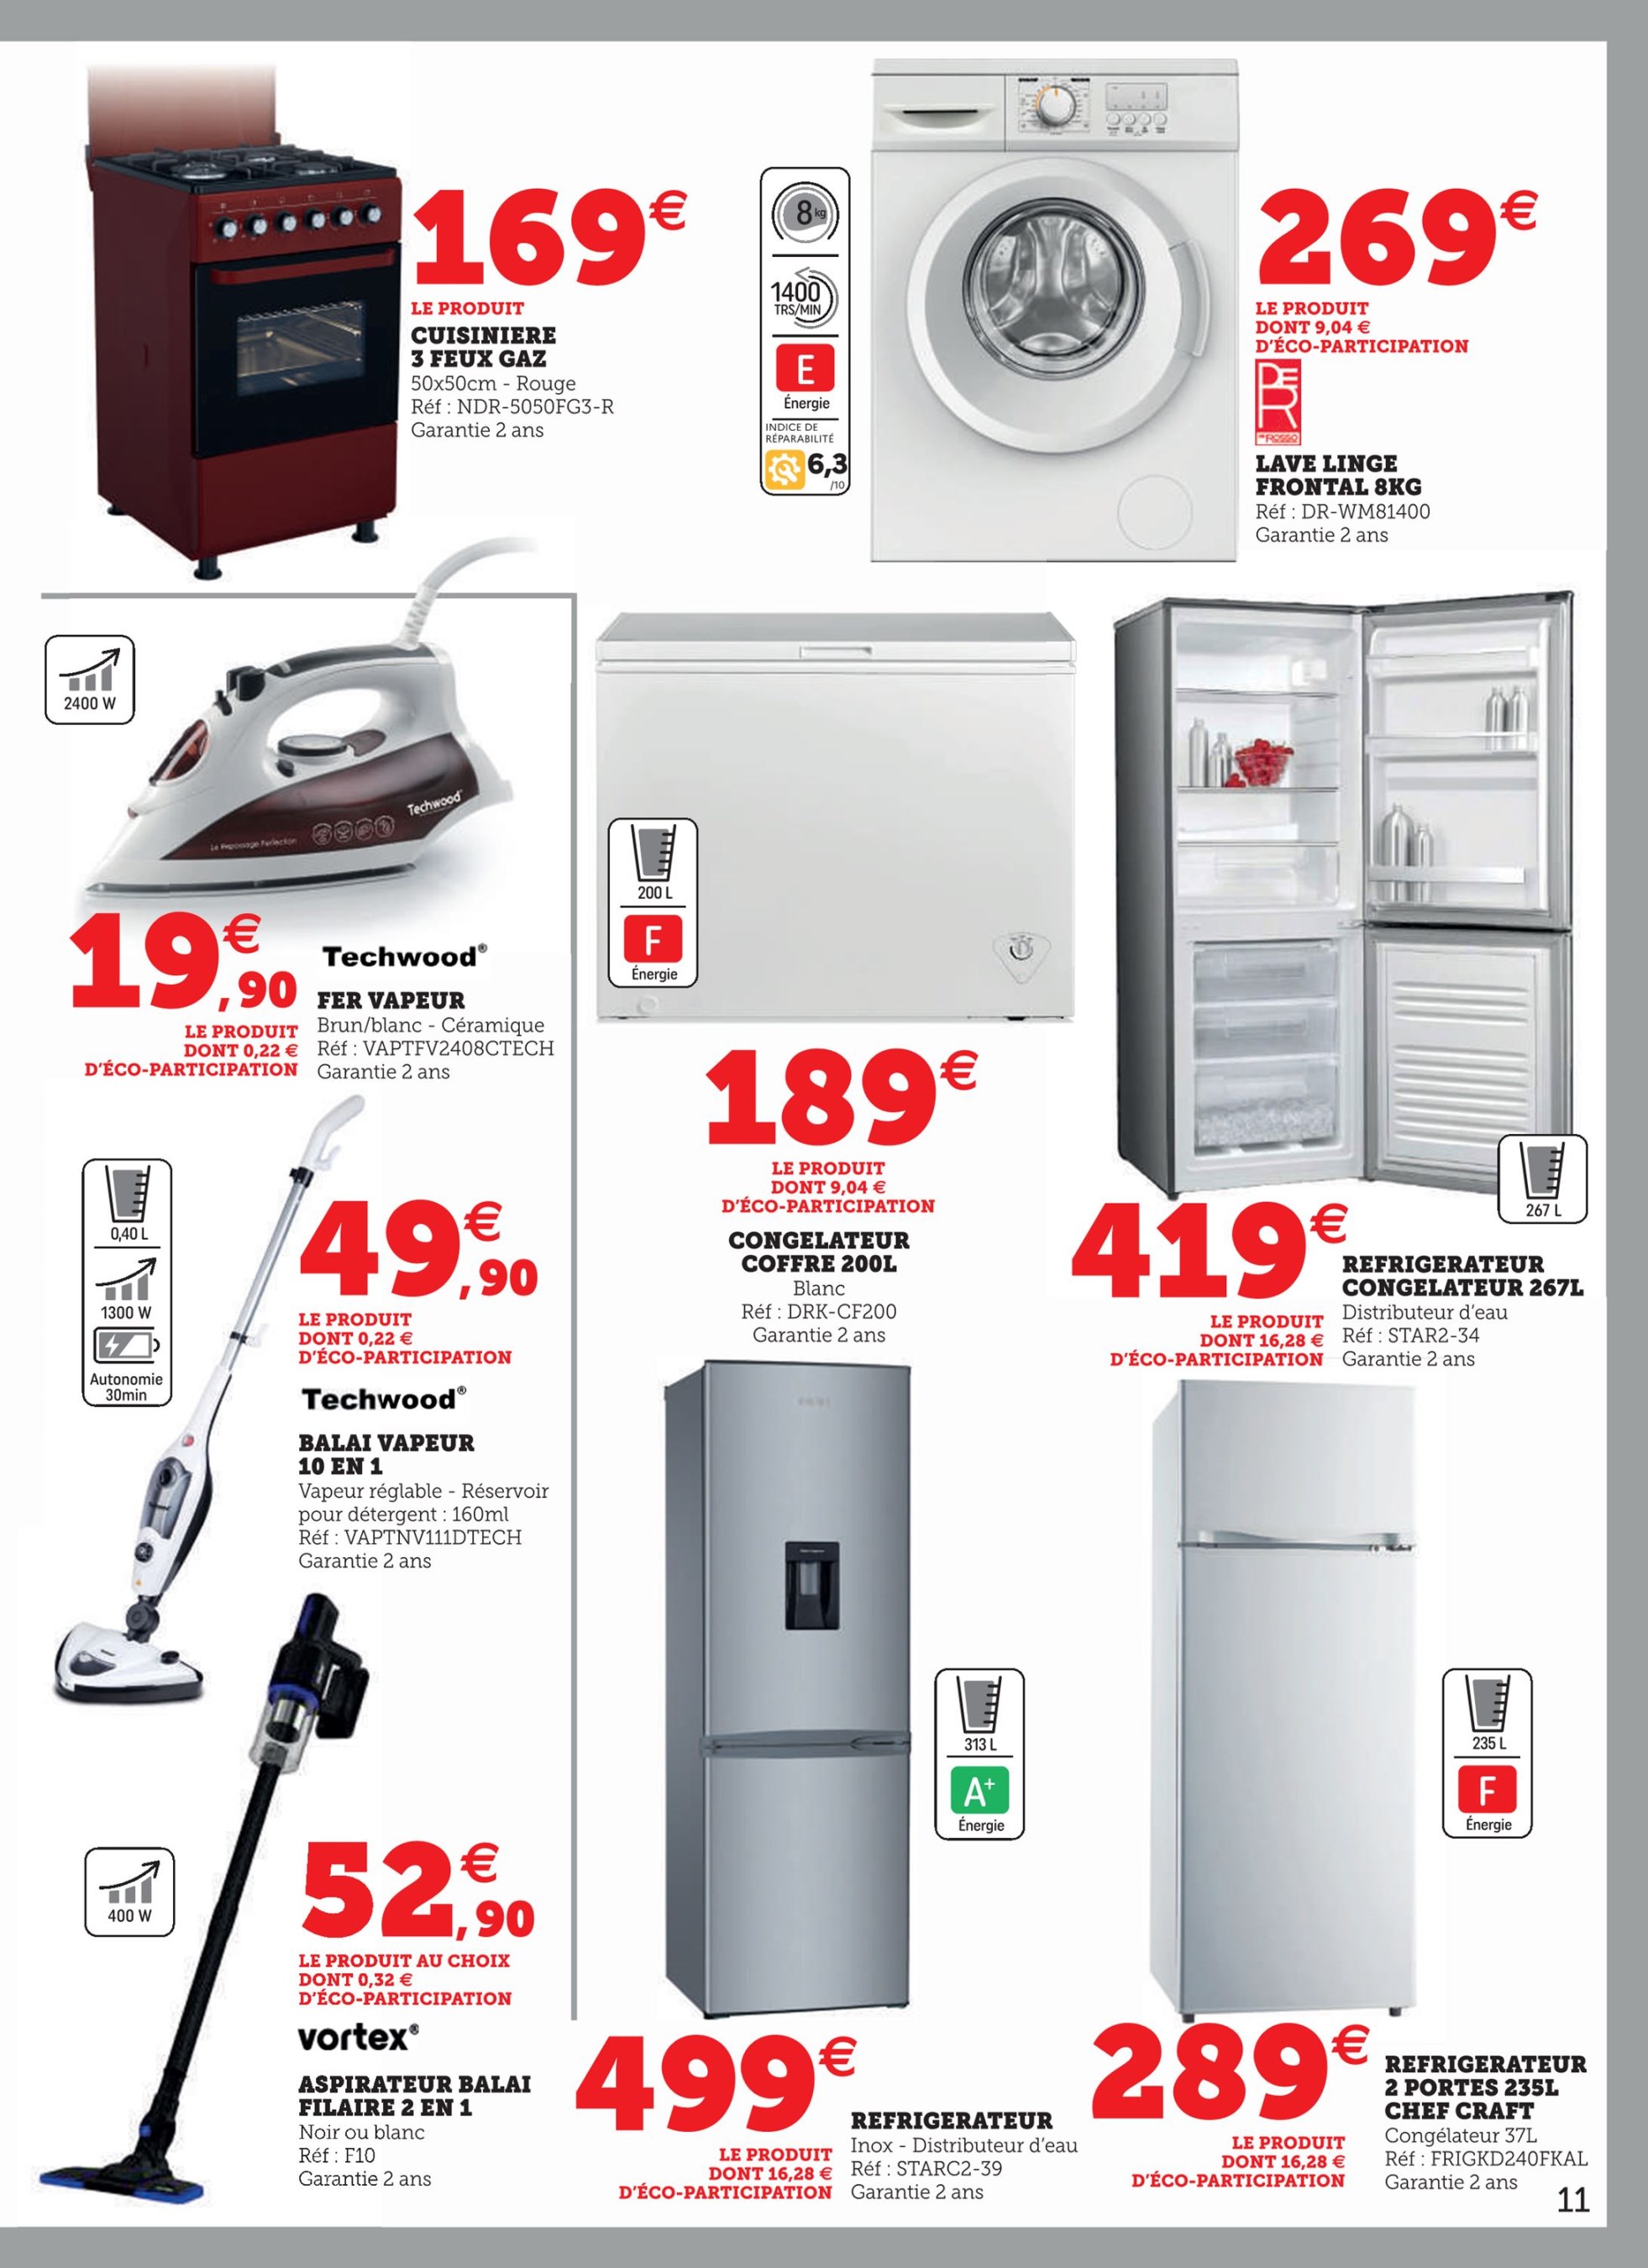 169€
LE PRODUIT
CUISINIERE
3 FEUX GAZ
50x50cm - Rouge
Réf : NDR-5050FG3-R
Garantie 2 ans
8 kg
1400
TRS/MIN
E
Énergie
INDICE DE
RÉPARABILITÉ
6,3
/10
269€
LE PRODUIT
DONT 9,04 €
D'ÉCO-PARTICIPATION
DE ROSSO
LAVE LINGE
FRONTAL 8KG
Réf : DR-WM81400
Garantie 2 ans
2400 W
Techwood
Le Repassage Perfection
19€,90
LE PRODUIT
DONT 0,22 €
D'ÉCO-PARTICIPATION
Techwood®
FER VAPEUR
Brun/blanc - Céramique
Réf : VAPTFV2408CTECH
Garantie 2 ans
0,40 L
1300 W
Autonomie
30min
49€,90
LE PRODUIT
DONT 0,22 €
D'ÉCO-PARTICIPATION
Techwood®
BALAI VAPEUR
10 EN 1
Vapeur réglable - Réservoir
pour détergent : 160ml
Réf : VAPTNV111DTECH
Garantie 2 ans
400 W
52€,90
LE PRODUIT AU CHOIX
DONT 0,32 €
D'ÉCO-PARTICIPATION
vortex®
ASPIRATEUR BALAI
FILAIRE 2 EN 1
Noir ou blanc
Réf : F10
Garantie 2 ans
200 L
F
Énergie
189€
LE PRODUIT
DONT 9,04 €
D'ÉCO-PARTICIPATION
CONGELATEUR
COFFRE 200L
Blanc
Réf : DRK-CF200
Garantie 2 ans
267 L
419€
LE PRODUIT
DONT 16,28 €
D'ÉCO-PARTICIPATION
REFRIGERATEUR
CONGELATEUR 267L
Distributeur d'eau
Réf : STAR2-34
Garantie 2 ans
313 L
A+
Énergie
499€
LE PRODUIT
DONT 16,28 €
D'ÉCO-PARTICIPATION
REFRIGERATEUR
Inox - Distributeur d'eau
Réf : STARC2-39
Garantie 2 ans
235 L
F
Énergie
289€
LE PRODUIT
DONT 16,28 €
D'ÉCO-PARTICIPATION
REFRIGERATEUR
2 PORTES 235L
CHEF CRAFT
Congélateur 37L
Réf : FRIGKD240FKAL
Garantie 2 ans
11